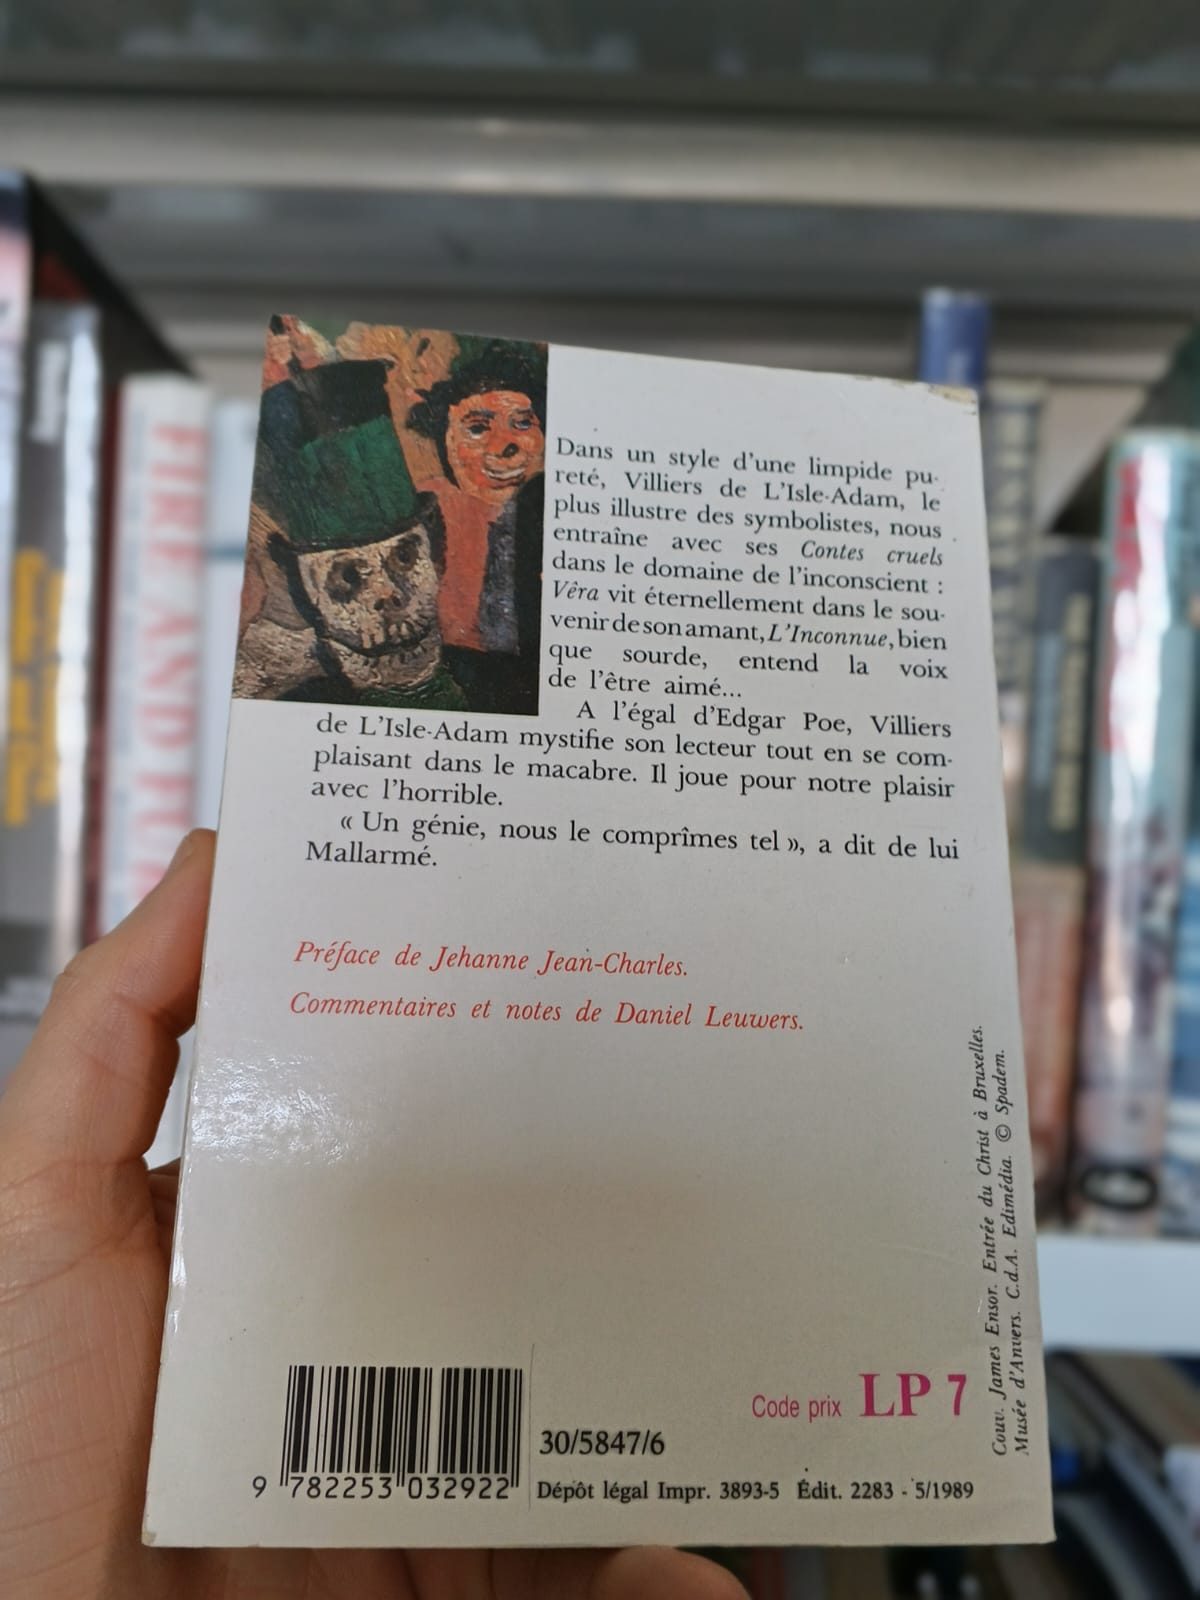 FIRE AND FURY
Dans un style d'une limpide pu-
reté, Villiers de L'Isle-Adam, le
plus illustre des symbolistes, nous
entraîne avec ses Contes cruels
dans le domaine de l'inconscient :
Vêra vit éternellement dans le sou-
venir de son amant, L'Inconnue, bien
que sourde, entend la voix
de l'être aimé...
A l'égal d'Edgar Poe, Villiers
de L'Isle-Adam mystifie son lecteur tout en se com-
plaisant dans le macabre. Il joue pour notre plaisir
avec l'horrible.
« Un génie, nous le comprîmes tel », a dit de lui
Mallarmé.
Préface de Jehanne Jean-Charles.
Commentaires et notes de Daniel Leuwers.
Couv. James Ensor. Entrée du Christ à Bruxelles.
Musée d'Anvers. C.d.A. Edimédia. © Spadem.
Code prix LP 7
30/5847/6
9 782253 032922
Dépôt légal Impr. 3893-5 Édit. 2283 - 5/1989